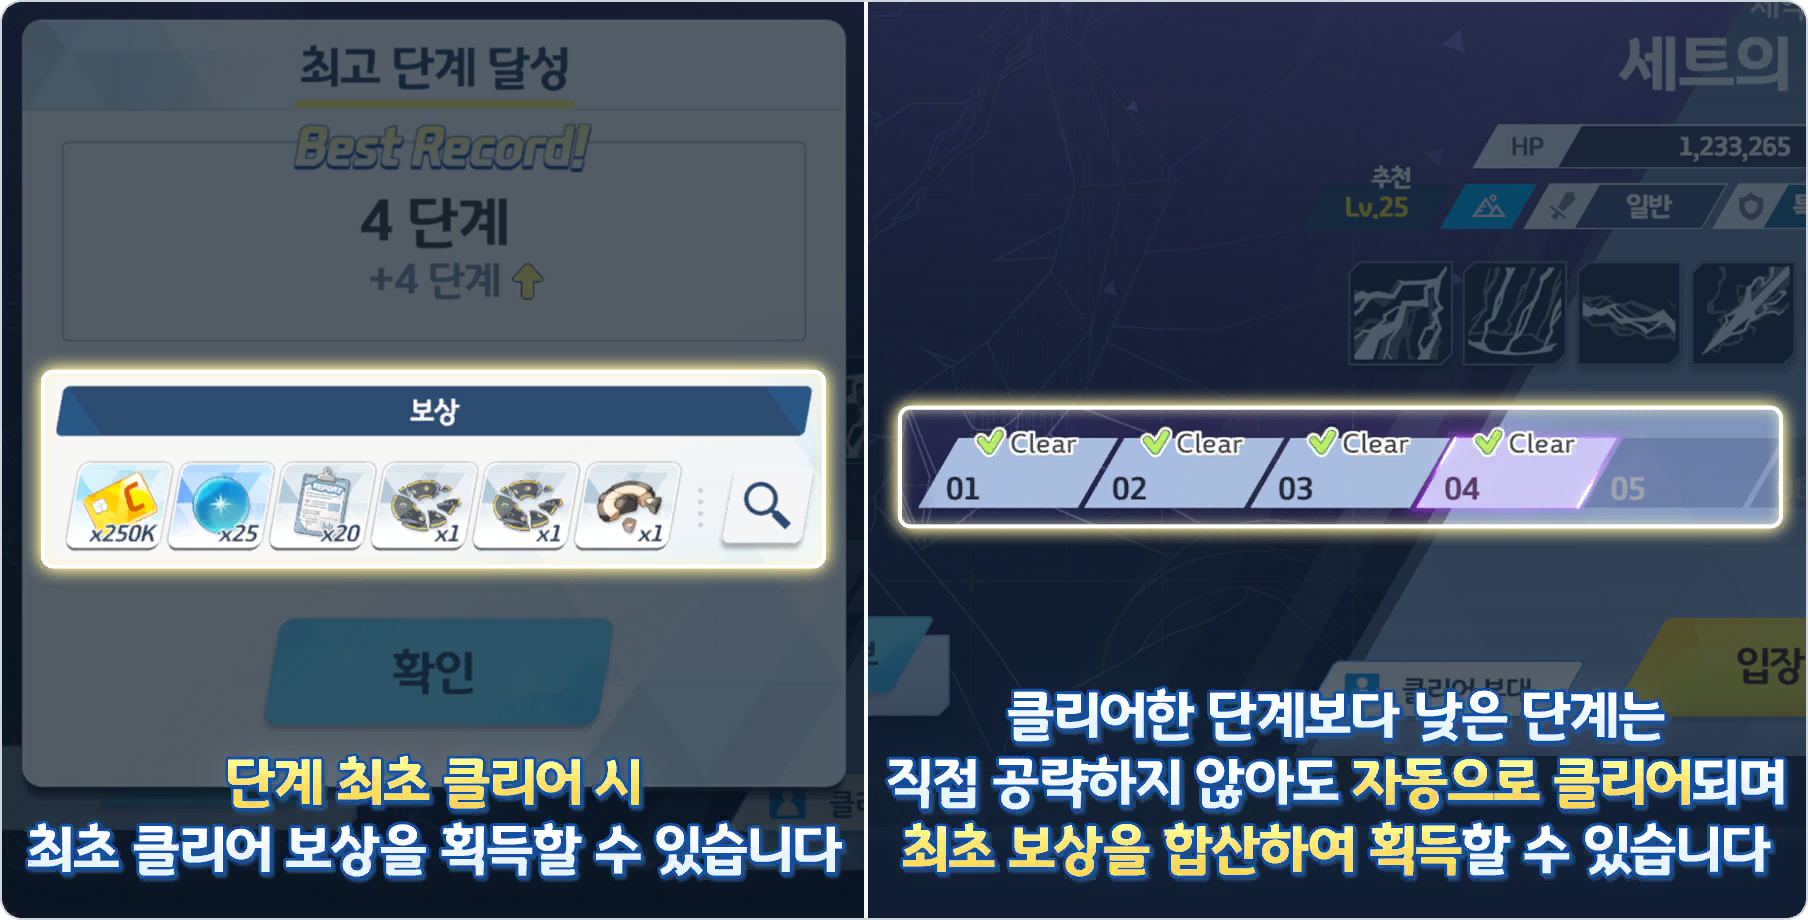 최고 단계 달성
Best Record!
4 단계
+4 단계
보상
x250K
x25
REPORT
x20
x1
x1
x1
확인
단계 최초 클리어 시
최초 클리어 보상을 획득할 수 있습니다
세트의
HP 1,233,265
추천
Lv.25
일반
Clear Clear Clear Clear
01 02 03 04 05
입장
클리어 부대
클리어한 단계보다 낮은 단계는
직접 공략하지 않아도 자동으로 클리어되며
최초 보상을 합산하여 획득할 수 있습니다